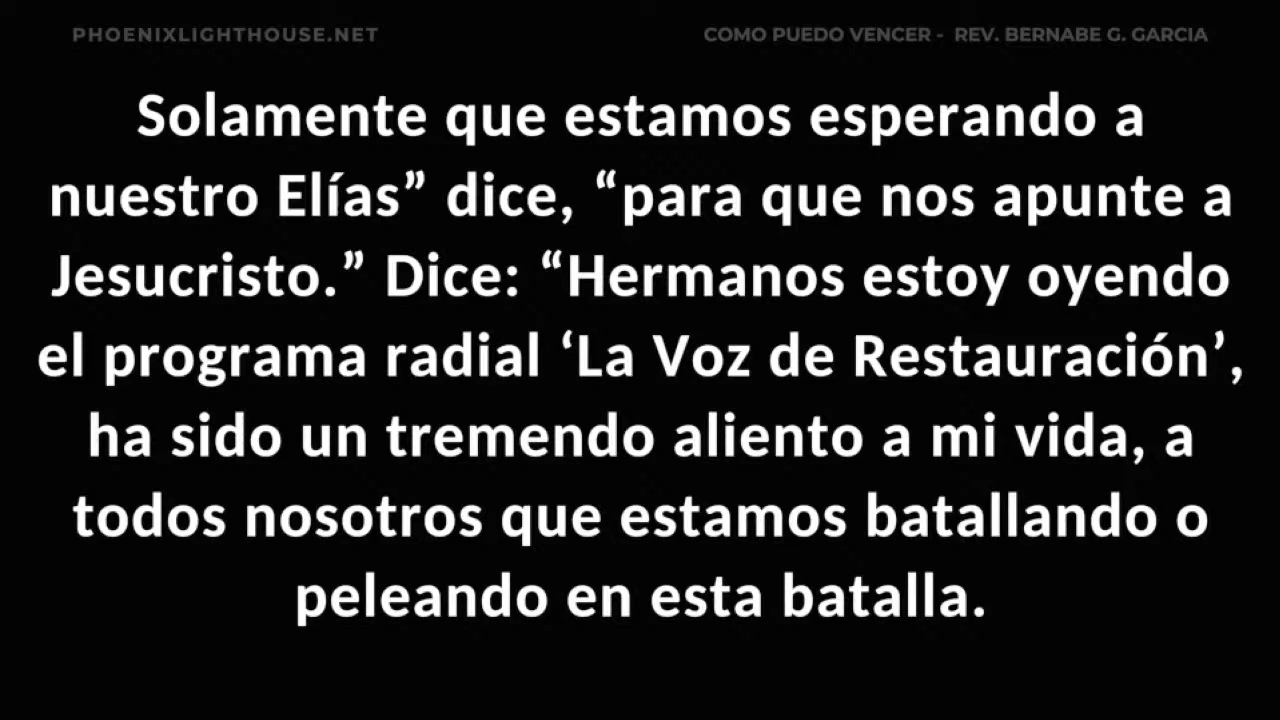 PHOENIXLIGHTHOUSE.NET
COMO PUEDO VENCER - REV. BERNABE G. GARCIA
Solamente que estamos esperando a
nuestro Elías” dice, “para que nos apunte a
Jesucristo.” Dice: “Hermanos estoy oyendo
el programa radial ‘La Voz de Restauración’,
ha sido un tremendo aliento a mi vida, a
todos nosotros que estamos batallando o
peleando en esta batalla.